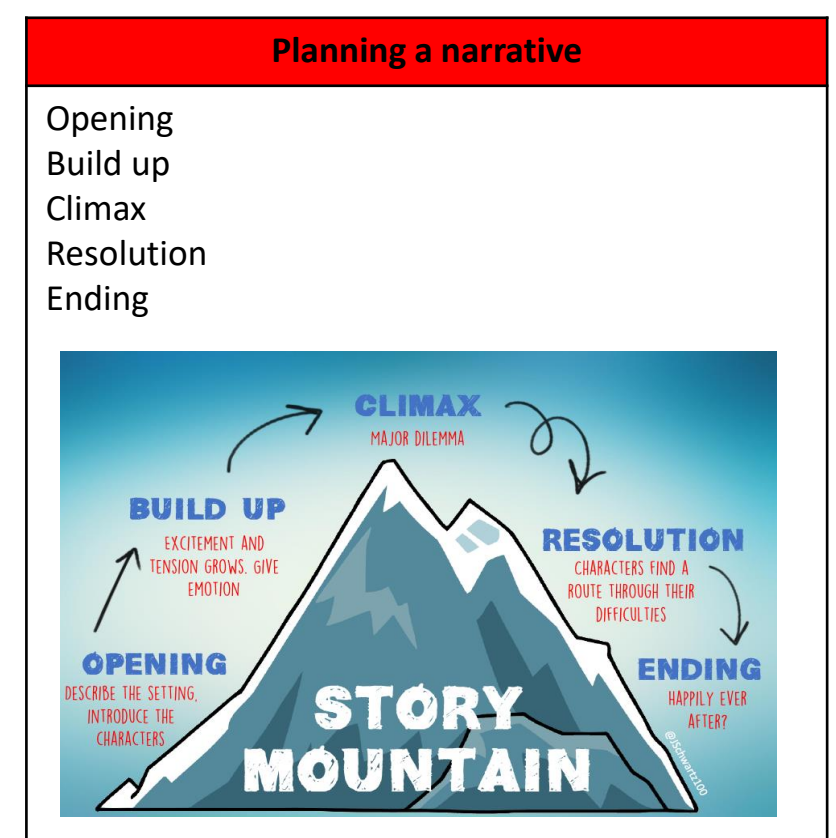 Planning a narrative
Opening
Build up
Climax
Resolution
Ending
CLIMAX
MAJOR DILEMMA
BUILD UP
EXCITEMENT AND
TENSION GROWS. GIVE
EMOTION
RESOLUTION
CHARACTERS FIND A
ROUTE THROUGH THEIR
DIFFICULTIES
OPENING
DESCRIBE THE SETTING,
INTRODUCE THE
CHARACTERS
ENDING
HAPPILY EVER
AFTER?
STORY
MOUNTAIN
@JSchwartz100